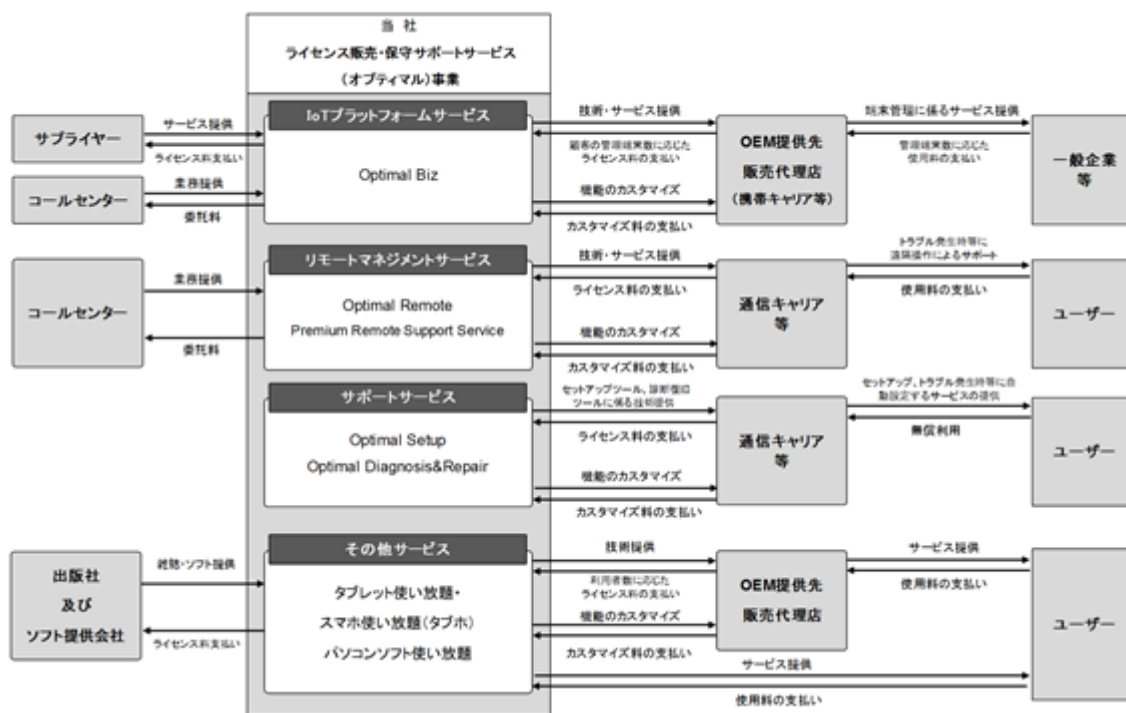 当 社
ライセンス販売・保守サポートサービス
(オプティマル)事業
IoTプラットフォームサービス
Optimal Biz
サプライヤー
サービス提供
ライセンス料支払い
コールセンター
業務提供
委託料
技術・サービス提供
顧客の管理端末数に応じた
ライセンス料の支払い
機能のカスタマイズ
カスタマイズ料の支払い
OEM提供先
販売代理店
(携帯キャリア等)
端末管理に係るサービス提供
管理端末数に応じた
使用料の支払い
一般企業
等
リモートマネジメントサービス
Optimal Remote
Premium Remote Support Service
コールセンター
業務提供
委託料
技術・サービス提供
ライセンス料の支払い
機能のカスタマイズ
カスタマイズ料の支払い
通信キャリア
等
トラブル発生時等に
遠隔操作によるサポート
使用料の支払い
ユーザー
サポートサービス
Optimal Setup
Optimal Diagnosis&Repair
セットアップツール、診断復旧
ツールに係る技術提供
ライセンス料の支払い
機能のカスタマイズ
カスタマイズ料の支払い
通信キャリア
等
セットアップ、トラブル発生時等に自
動設定するサービスの提供
無償利用
ユーザー
その他サービス
タブレット使い放題・
スマホ使い放題(タブホ)
パソコンソフト使い放題
出版社
及び
ソフト提供会社
雑誌・ソフト提供
ライセンス料支払い
技術提供
利用者数に応じた
ライセンス料の支払い
機能のカスタマイズ
カスタマイズ料の支払い
OEM提供先
販売代理店
サービス提供
使用料の支払い
サービス提供
使用料の支払い
ユーザー